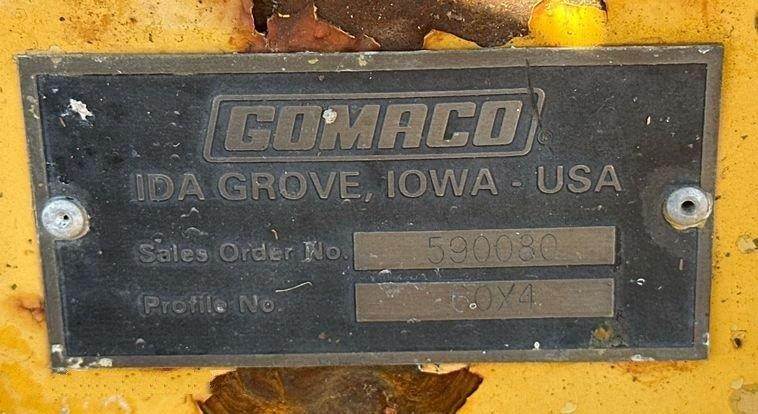 GOMACO
IDA GROVE, IOWA - USA
Sales Order No. 590080
Profile No.